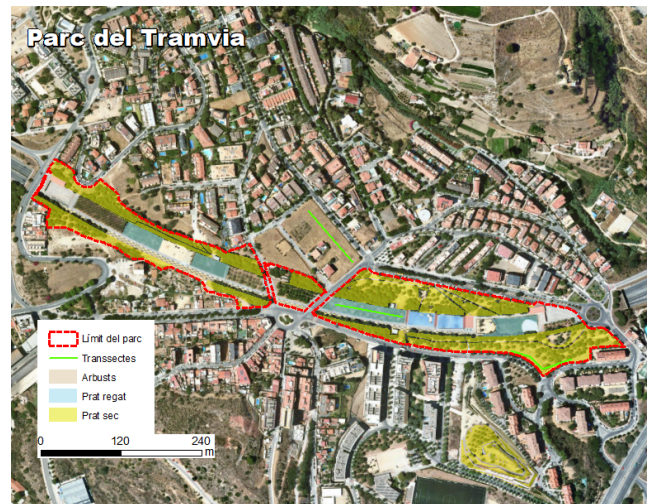 Parc del Tramvia
Límit del parc
Transsectes
Arbusts
Prat regat
Prat sec
0 120 240
m